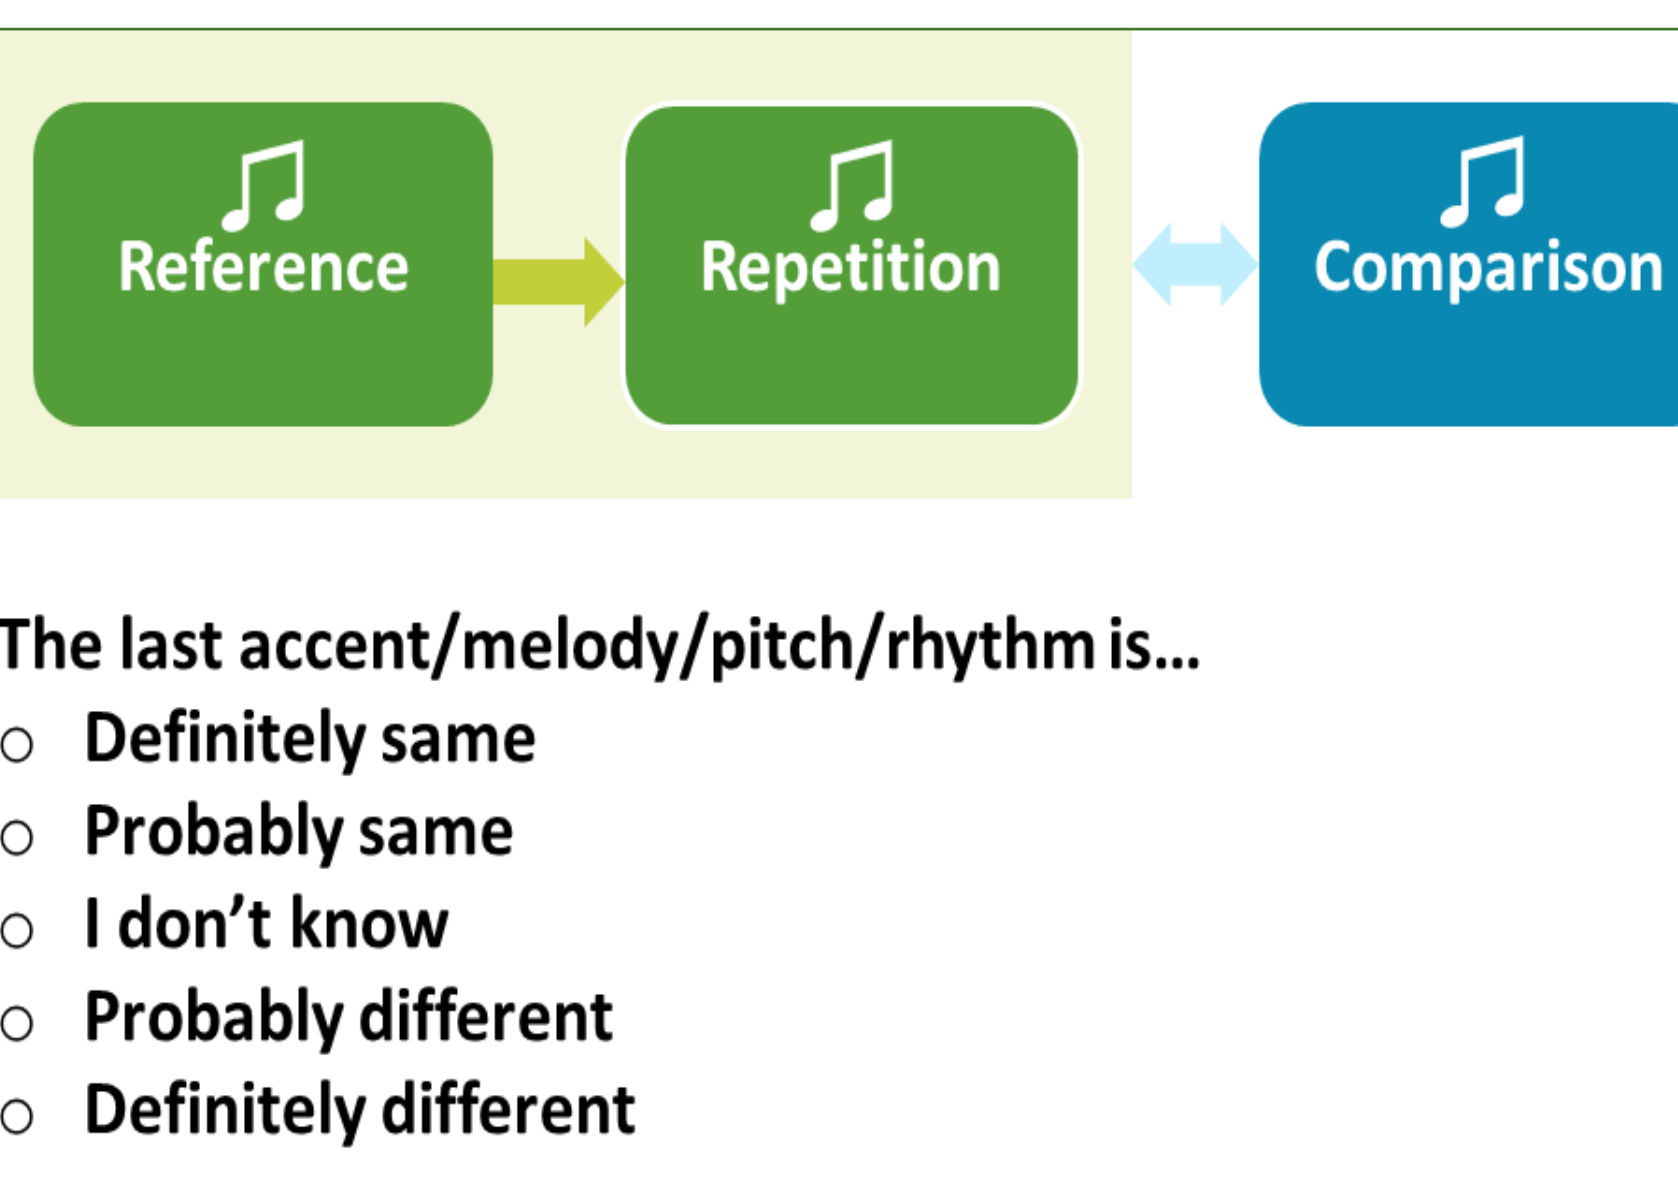 Reference
Repetition
Comparison
The last accent/melody/pitch/rhythm is...
Definitely same
Probably same
I don’t know
Probably different
Definitely different